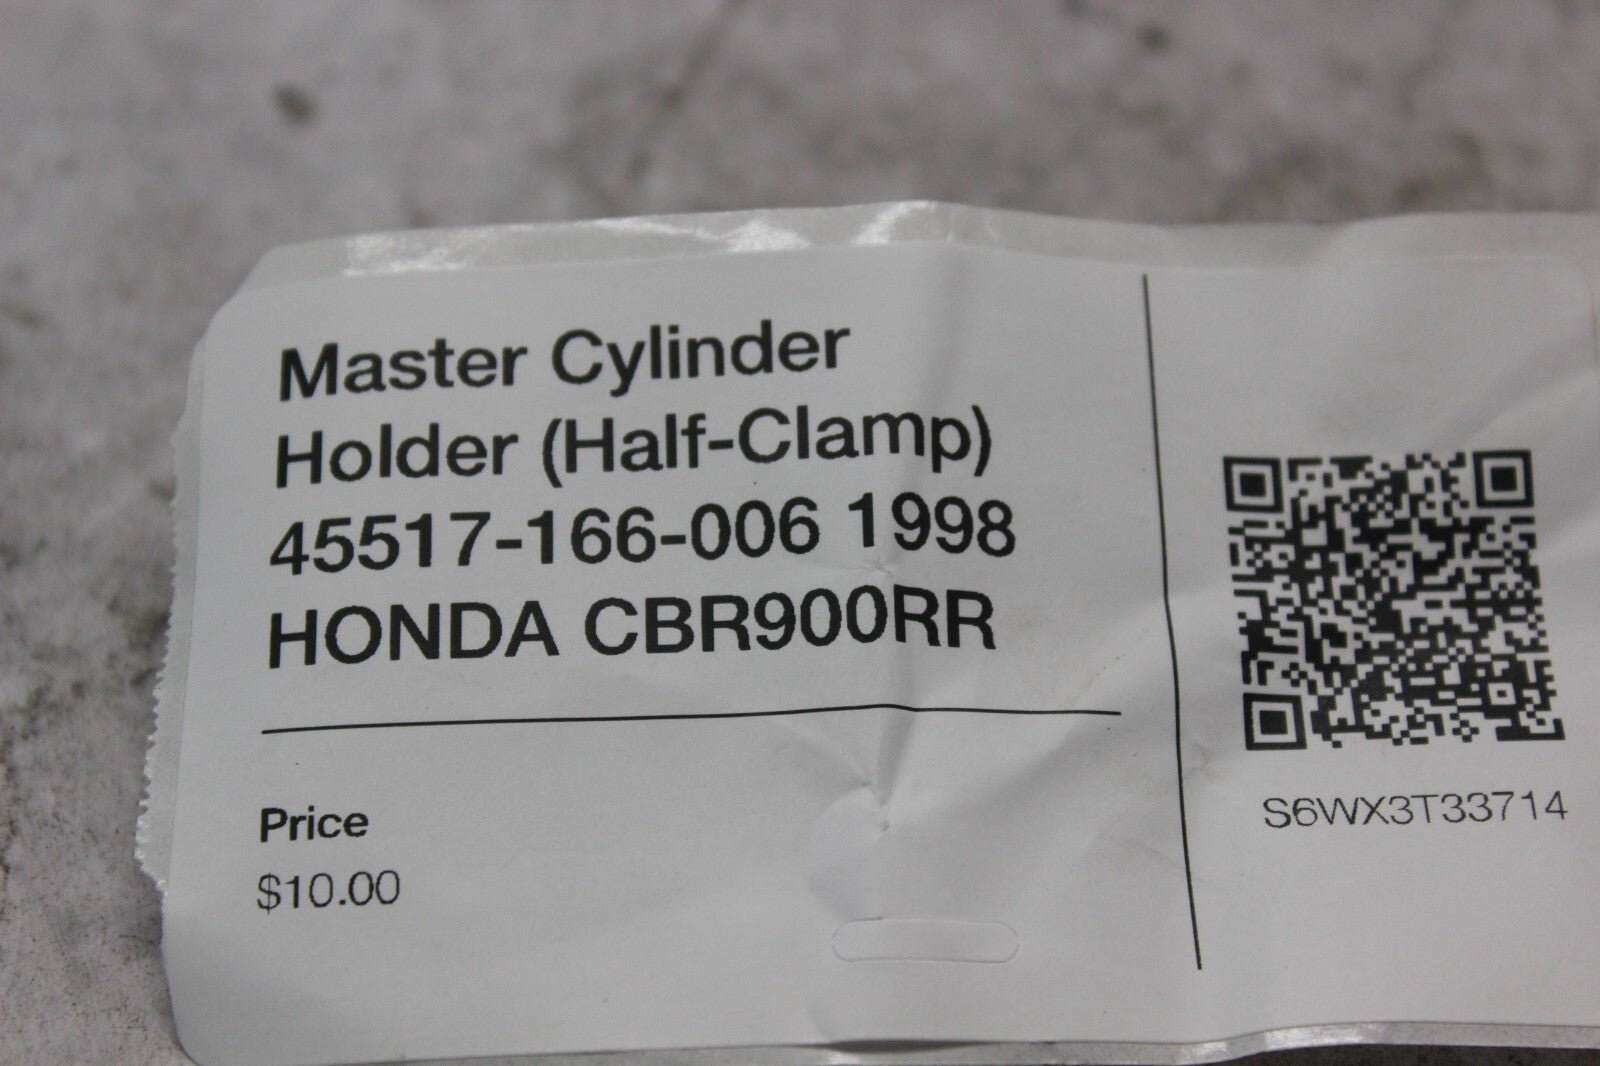 Master Cylinder
Holder (Half-Clamp)
45517-166-006 1998
HONDA CBR900RR
Price
$10.00
S6WX3T33714